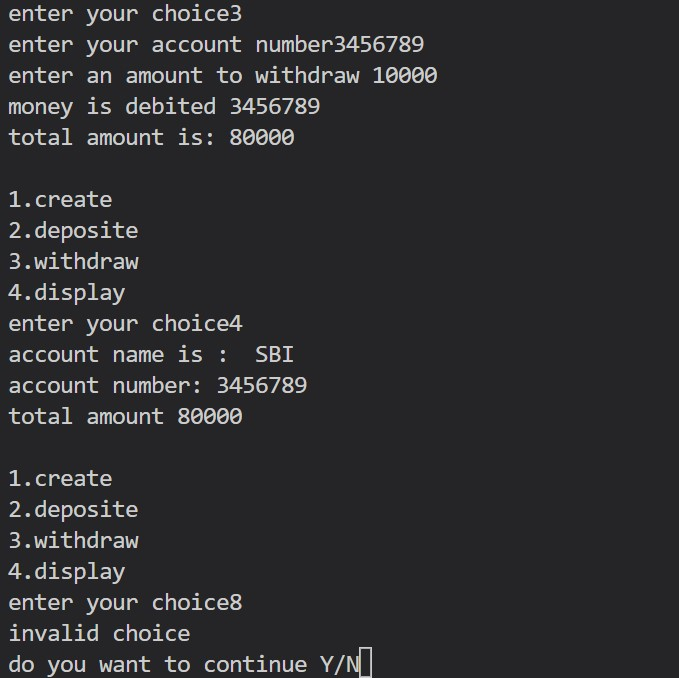 enter your choice3
enter your account number3456789
enter an amount to withdraw 10000
money is debited 3456789
total amount is: 80000
1.create
2.deposite
3.withdraw
4.display
enter your choice4
account name is :  SBI
account number: 3456789
total amount 80000
1.create
2.deposite
3.withdraw
4.display
enter your choice8
invalid choice
do you want to continue Y/N